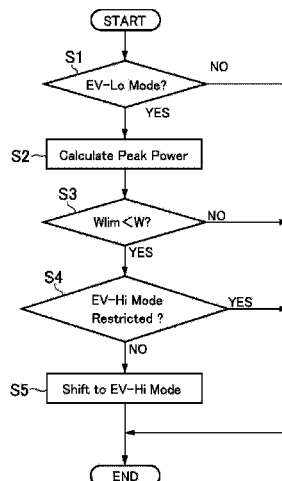 START
S1
EV-Lo Mode?
NO
YES
S2
Calculate Peak Power
S3
Wlim<W?
NO
YES
S4
EV-Hi Mode
Restricted ?
YES
NO
S5
Shift to EV-Hi Mode
END